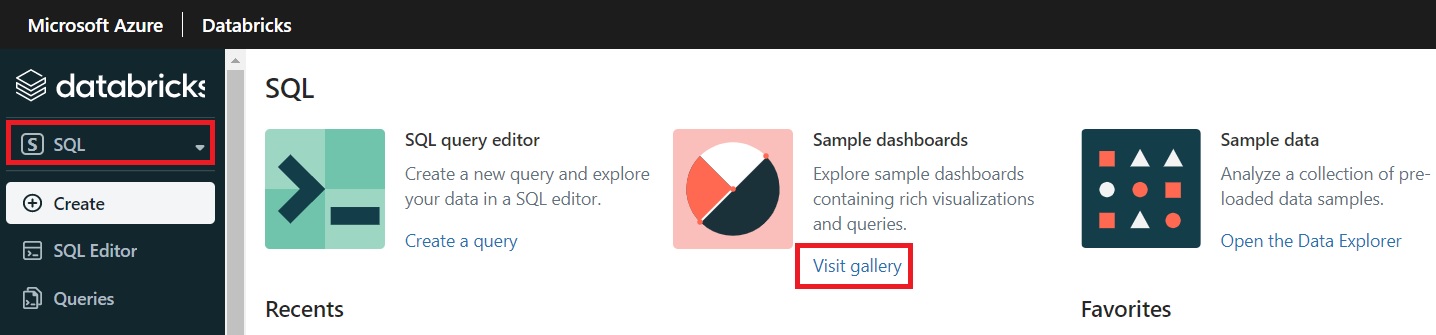 Microsoft Azure Databricks
databricks
SQL
Create
SQL Editor
Queries
SQL
SQL query editor
Create a new query and explore
your data in a SQL editor.
Create a query
Sample dashboards
Explore sample dashboards
containing rich visualizations
and queries.
Visit gallery
Sample data
Analyze a collection of pre-
loaded data samples.
Open the Data Explorer
Recents
Favorites